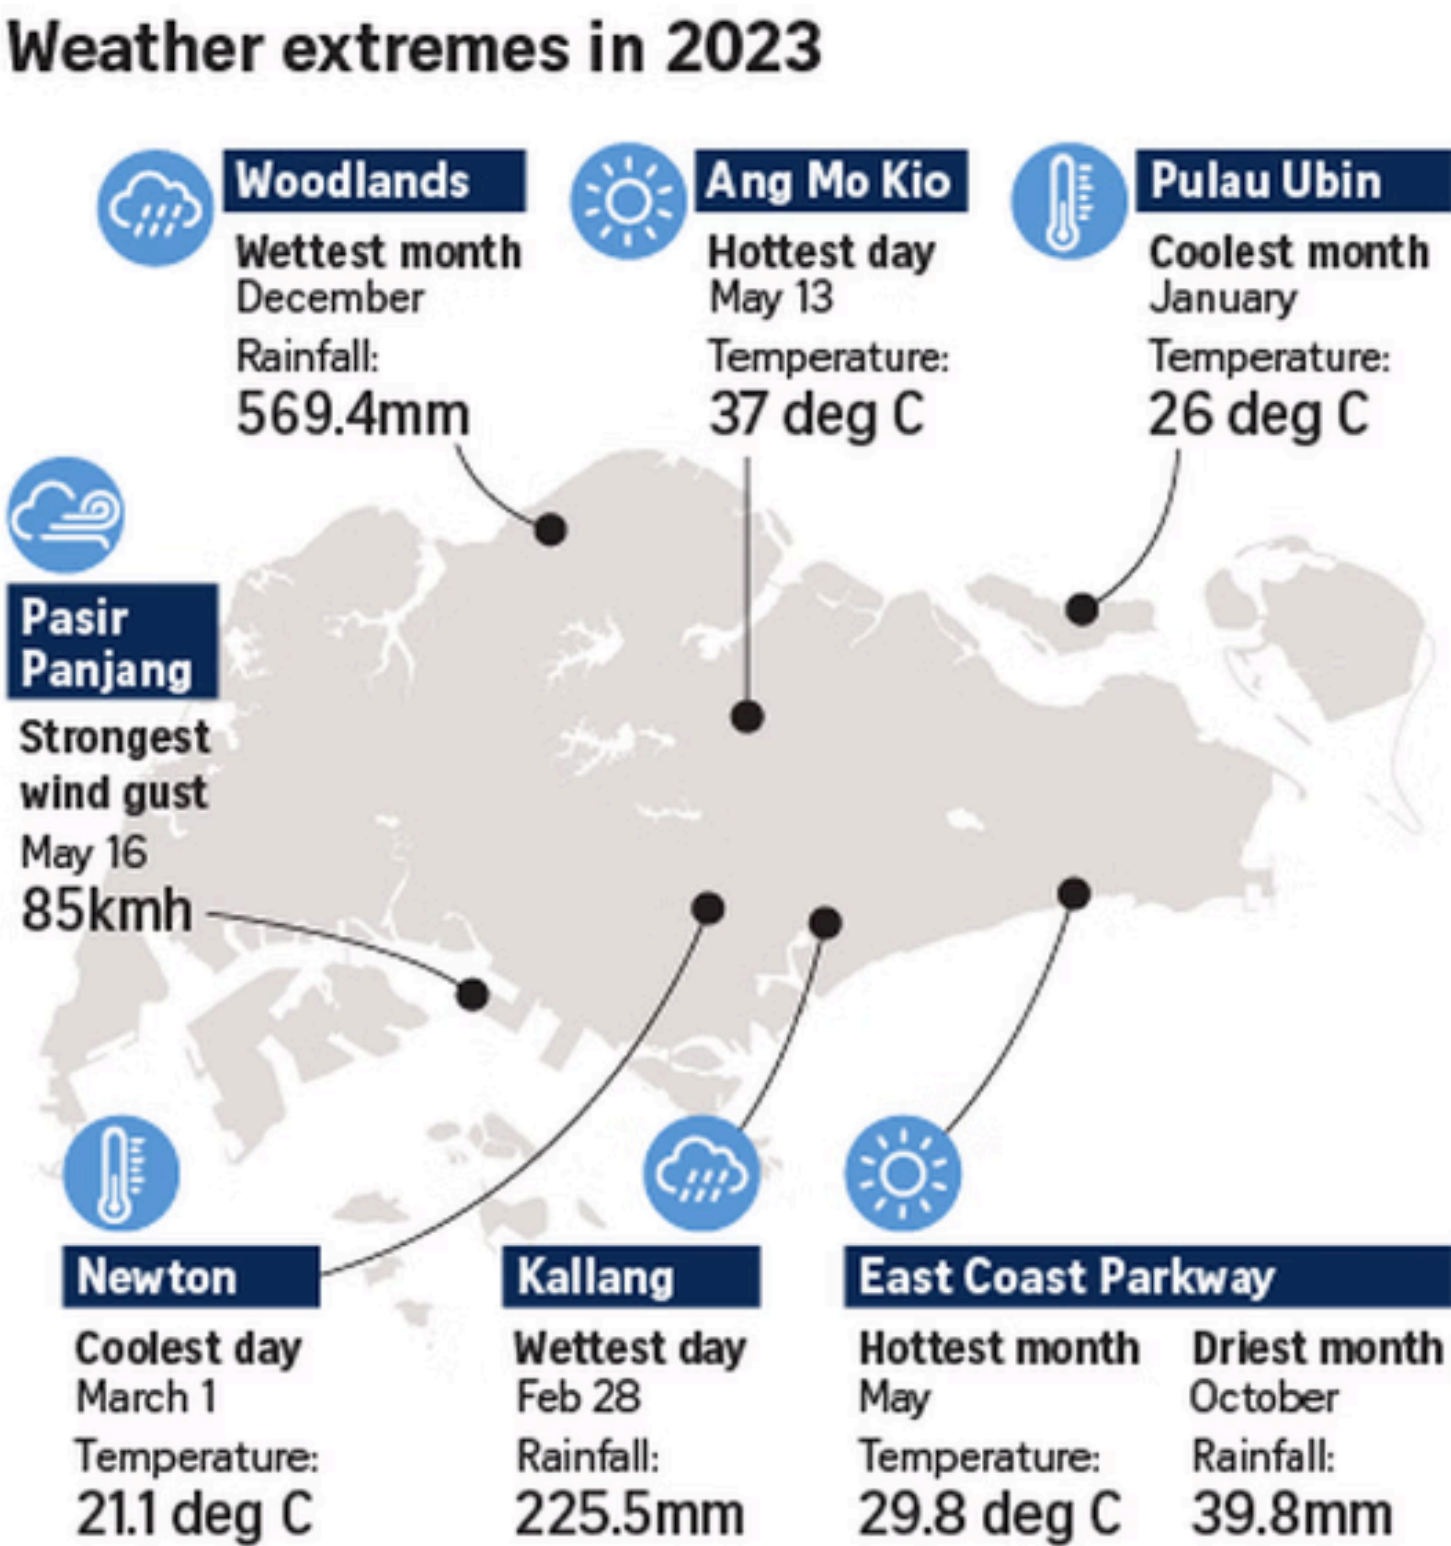 Weather extremes in 2023
Woodlands
Wettest month
December
Rainfall:
569.4mm
Ang Mo Kio
Hottest day
May 13
Temperature:
37 deg C
Pulau Ubin
Coolest month
January
Temperature:
26 deg C
Pasir
Panjang
Strongest
wind gust
May 16
85kmh
Newton
Coolest day
March 1
Temperature:
21.1 deg C
Kallang
Wettest day
Feb 28
Rainfall:
225.5mm
East Coast Parkway
Hottest month
May
Temperature:
29.8 deg C
Driest month
October
Rainfall:
39.8mm